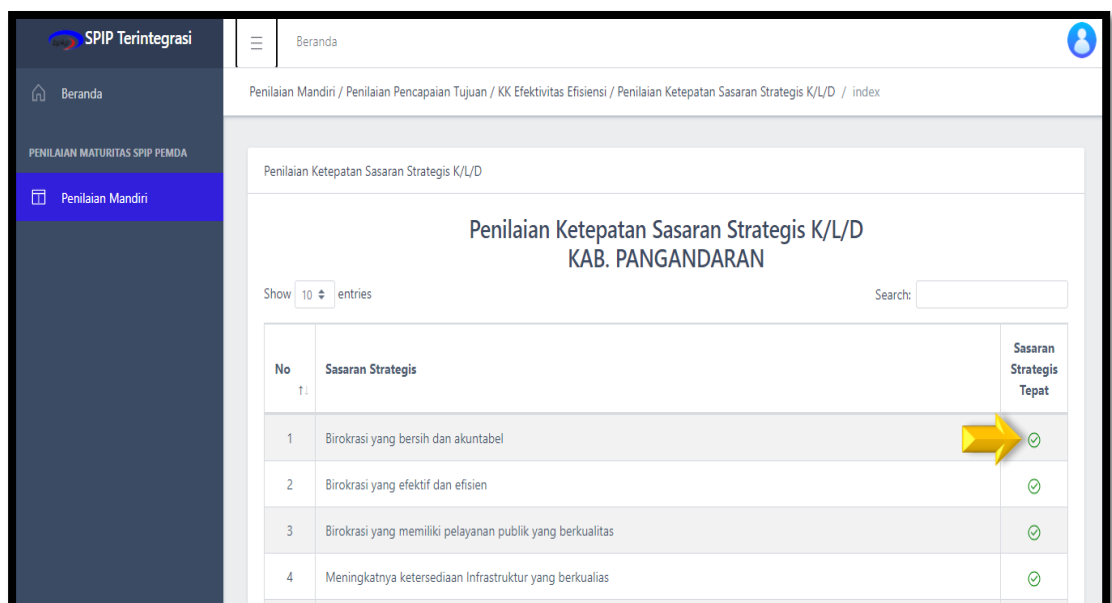 SPIP Terintegrasi
Beranda
Beranda
Penilaian Mandiri / Penilaian Pencapaian Tujuan / KK Efektivitas Efisiensi / Penilaian Ketepatan Sasaran Strategis K/L/D / index
PENILAIAN MATURITAS SPIP PEMDA
Penilaian Mandiri
Penilaian Ketepatan Sasaran Strategis K/L/D
Penilaian Ketepatan Sasaran Strategis K/L/D
KAB. PANGANDARAN
Show 10 entries
Search:
No
Sasaran Strategis
Sasaran
Strategis
Tepat
1 Birokrasi yang bersih dan akuntabel
2 Birokrasi yang efektif dan efisien
3 Birokrasi yang memiliki pelayanan publik yang berkualitas
4 Meningkatnya ketersediaan Infrastruktur yang berkualias